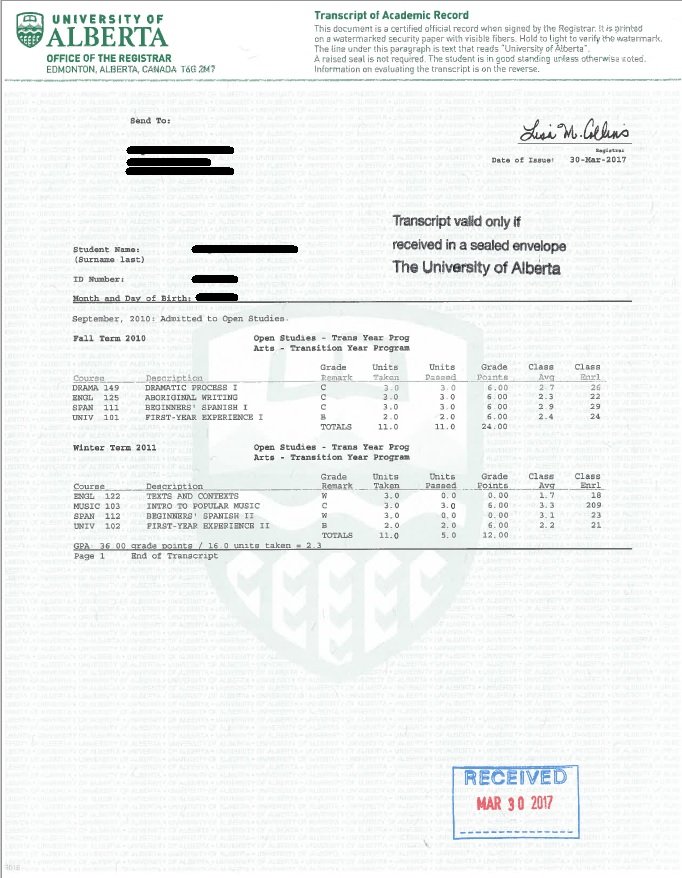 UNIVERSITY OF
ALBERTA
OFFICE OF THE REGISTRAR
EDMONTON, ALBERTA, CANADA T6G 2M7
Transcript of Academic Record
This document is a certified official record when signed by the Registrar. It is printed
on a watermarked security paper with visible fibers. Hold to light to verify the watermark.
The line under this paragraph is text that reads "University of Alberta".
A raised seal is not required. The student is in good standing unless otherwise noted.
Information on evaluating the transcript is on the reverse.
Send To:
Lisa M. Collins
Registrar
Date of Issue: 30-Mar-2017
Transcript valid only if
received in a sealed envelope
The University of Alberta
Student Name:
(Surname last)
ID Number:
Month and Day of Birth:
September, 2010: Admitted to Open Studies.
Fall Term 2010 Open Studies - Trans Year Prog
Arts - Transition Year Program
Grade Units Units Grade Class Class
Course Description Remark Taken Passed Points Avg Enrl
DRAMA 149 DRAMATIC PROCESS I C 3.0 3.0 6.00 2.7 26
ENGL 125 ABORIGINAL WRITING C 3.0 3.0 6.00 2.3 22
SPAN 111 BEGINNERS' SPANISH I C 3.0 3.0 6.00 2.9 29
UNIV 101 FIRST-YEAR EXPERIENCE I B 2.0 2.0 6.00 2.4 24
TOTALS 11.0 11.0 24.00
Winter Term 2011 Open Studies - Trans Year Prog
Arts - Transition Year Program
Grade Units Units Grade Class Class
Course Description Remark Taken Passed Points Avg Enrl
ENGL 122 TEXTS AND CONTEXTS W 3.0 0.0 0.00 1.7 18
MUSIC 103 INTRO TO POPULAR MUSIC C 3.0 3.0 6.00 3.3 209
SPAN 112 BEGINNERS' SPANISH II W 3.0 0.0 0.00 3.1 23
UNIV 102 FIRST-YEAR EXPERIENCE II B 2.0 2.0 6.00 2.2 21
TOTALS 11.0 5.0 12.00
GPA: 36.00 grade points / 16.0 units taken = 2.3
Page 1 End of Transcript
RECEIVED
MAR 30 2017